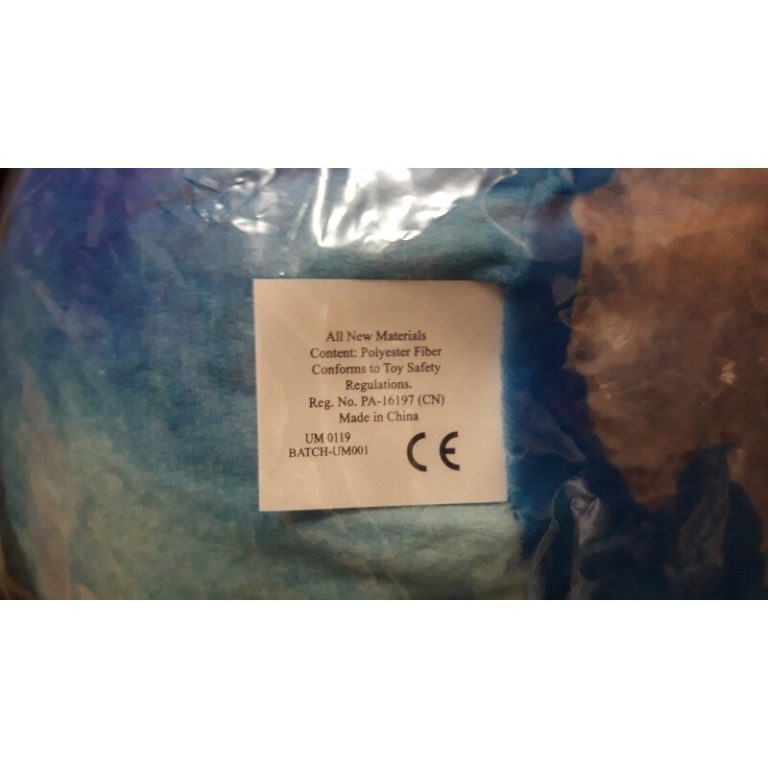 All New Materials
Content: Polyester Fiber
Conforms to Toy Safety
Regulations.
Reg. No. PA-16197 (CN)
Made in China
UM 0119
BATCH-UM001
CE